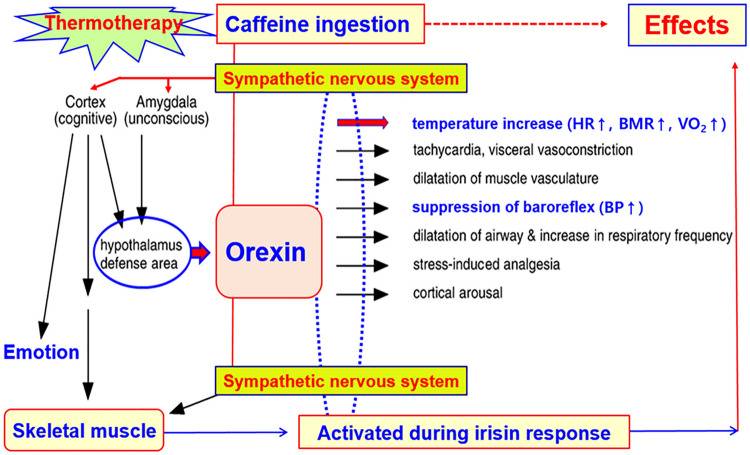 Thermotherapy
Caffeine ingestion
Effects
Sympathetic nervous system
Cortex
(cognitive)
Amygdala
(unconscious)
temperature increase (HR↑, BMR↑, VO₂↑)
tachycardia, visceral vasoconstriction
dilatation of muscle vasculature
suppression of baroreflex (BP↑)
dilatation of airway & increase in respiratory frequency
stress-induced analgesia
cortical arousal
hypothalamus
defense area
Orexin
Emotion
Sympathetic nervous system
Skeletal muscle
Activated during irisin response